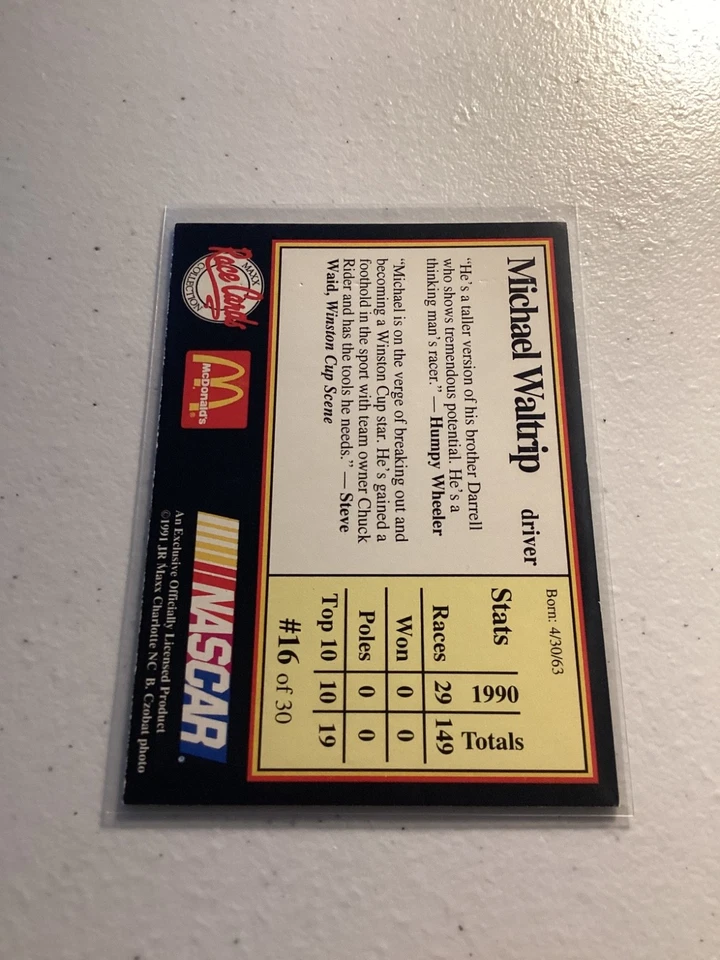 Michael Waltrip driver
"He's a taller version of his brother Darrell
who shows tremendous potential. He's a
thinking man's racer." — Humpy Wheeler
"Michael is on the verge of breaking out and
becoming a Winston Cup star. He's gained a
foothold in the sport with team owner Chuck
Rider and has the tools he needs." — Steve
Waid, Winston Cup Scene
Born: 4/30/63
Stats 1990 Totals
Races 29 149
Won 0 0
Poles 0 0
Top 10 10 19
#16 of 30
MAXX
Race Cards
COLLECTION
McDonald's®
NASCAR®
An Exclusive Officially Licensed Product
©1991 JR Maxx Charlotte NC B. Czobat photo